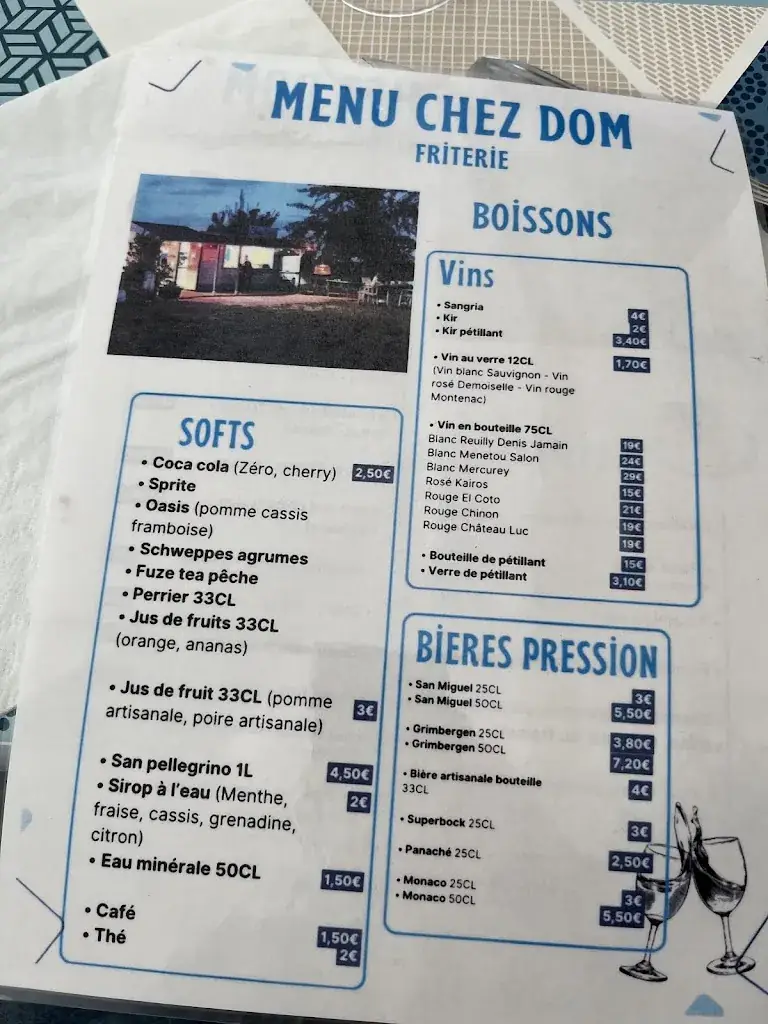 MENU CHEZ DOM
FRITERIE
BOISSONS
Vins
• Sangria 4€
• Kir 2€
• Kir pétillant 3,40€
• Vin au verre 12CL 1,70€
(Vin blanc Sauvignon - Vin
rosé Demoiselle - Vin rouge
Montenac)
• Vin en bouteille 75CL
Blanc Reuilly Denis Jamain 19€
Blanc Menetou Salon 24€
Blanc Mercurey 29€
Rosé Kairos 15€
Rouge El Coto 21€
Rouge Chinon 19€
Rouge Château Luc 19€
• Bouteille de pétillant 15€
• Verre de pétillant 3,10€
SOFTS
• Coca cola (Zéro, cherry) 2,50€
• Sprite
• Oasis (pomme cassis
framboise)
• Schweppes agrumes
• Fuze tea pêche
• Perrier 33CL
• Jus de fruits 33CL
(orange, ananas)
• Jus de fruit 33CL (pomme 3€
artisanale, poire artisanale)
• San pellegrino 1L 4,50€
• Sirop à l'eau (Menthe, 2€
fraise, cassis, grenadine,
citron)
• Eau minérale 50CL 1,50€
• Café 1,50€
• Thé 2€
BIERES PRESSION
• San Miguel 25CL 3€
• San Miguel 50CL 5,50€
• Grimbergen 25CL 3,80€
• Grimbergen 50CL 7,20€
• Bière artisanale bouteille 4€
33CL
• Superbock 25CL 3€
• Panaché 25CL 2,50€
• Monaco 25CL 3€
• Monaco 50CL 5,50€